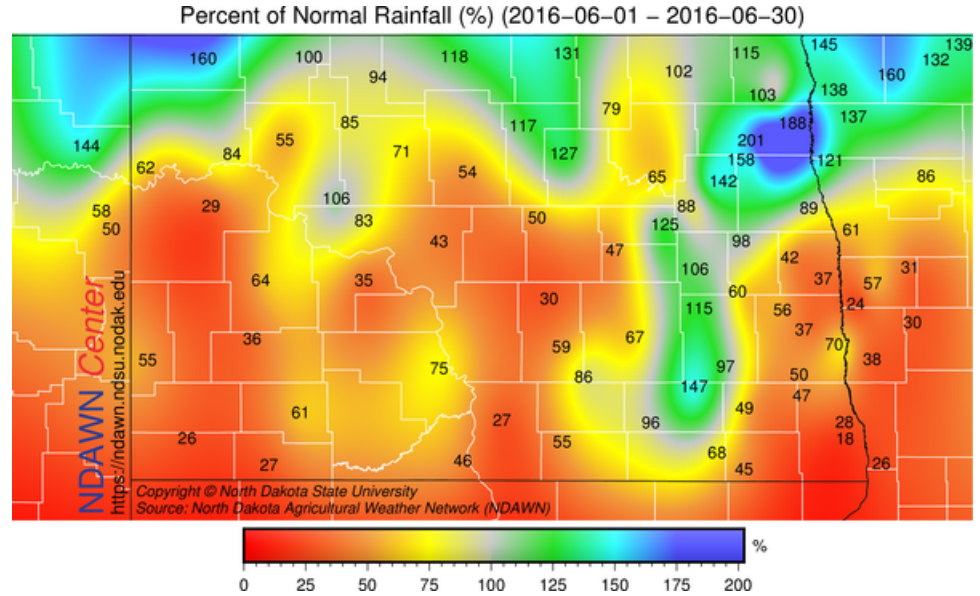 Percent of Normal Rainfall (%) (2016−06−01 − 2016−06−30)
160 100 118 131 115 145 139
94 102 160 132
103 138
79
85 117 188 137
55 201
144 84 71 127 158 121
62 54 65 142 86
58 29 106 50 88 89
50 83 125 61
43 47 98
64 35 106 42 37 57 31
30 60 24
115 56
36 67 37 70 30
55 59 38
75 86 97 50
147 47
61 27 96 49 28
26 55 18
27 46 68 45 26
NDAWN Center
https://ndawn.ndsu.nodak.edu
Copyright © North Dakota State University
Source: North Dakota Agricultural Weather Network (NDAWN)
%
0 25 50 75 100 125 150 175 200